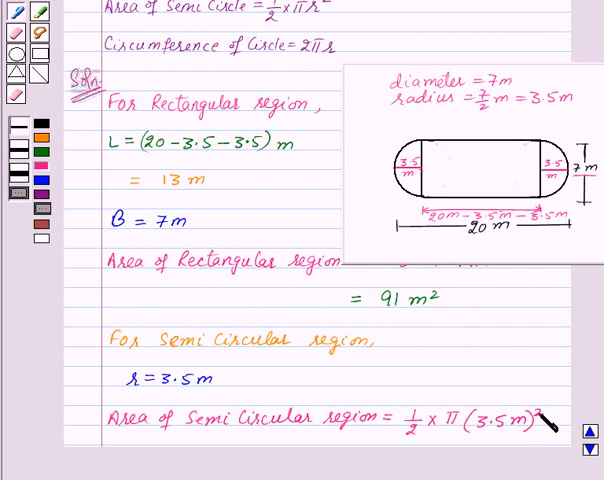 Area of Semi Circle = 1/2 × πr²
Circumference of Circle = 2πr
Soln.
For Rectangular region,
L = (20 - 3.5 - 3.5) m
= 13 m
B = 7m
Area of Rectangular region
= 91 m²
For Semi Circular region,
r = 3.5 m
Area of Semi Circular region = 1/2 × π (3.5 m)²
diameter = 7m
radius = 7/2 m = 3.5m
3.5 m
3.5 m
7 m
20m - 3.5m - 3.5m
20 m